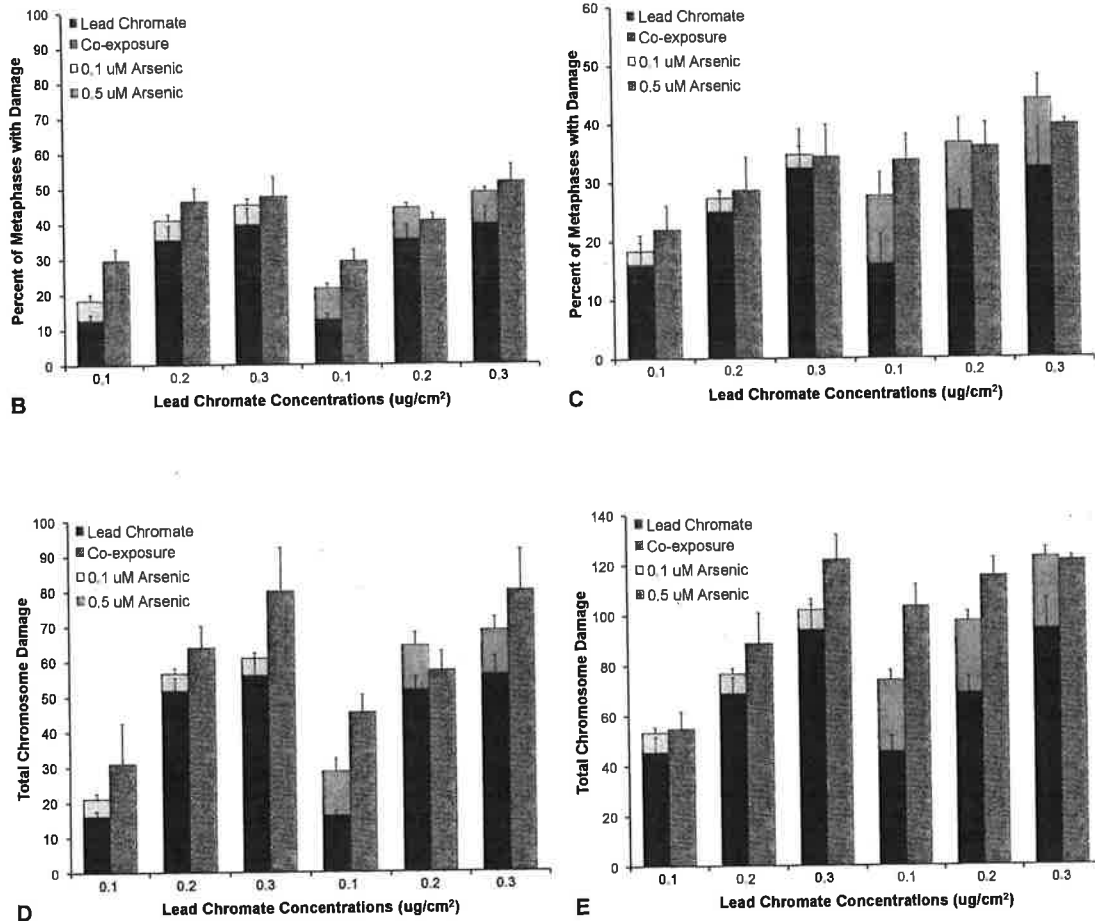 Percent of Metaphases with Damage
100
90
80
70
60
50
40
30
20
10
0
Lead Chromate
Co-exposure
0.1 uM Arsenic
0.5 uM Arsenic
0.1 0.2 0.3 0.1 0.2 0.3
Lead Chromate Concentrations (ug/cm²)
B
Percent of Metaphases with Damage
60
50
40
30
20
10
0
Lead Chromate
Co-exposure
0.1 uM Arsenic
0.5 uM Arsenic
0.1 0.2 0.3 0.1 0.2 0.3
Lead Chromate Concentrations (ug/cm²)
C
Total Chromosome Damage
100
90
80
70
60
50
40
30
20
10
0
Lead Chromate
Co-exposure
0.1 uM Arsenic
0.5 uM Arsenic
0.1 0.2 0.3 0.1 0.2 0.3
Lead Chromate Concentrations (ug/cm²)
D
Total Chromosome Damage
140
120
100
80
60
40
20
0
Lead Chromate
Co-exposure
0.1 uM Arsenic
0.5 uM Arsenic
0.1 0.2 0.3 0.1 0.2 0.3
Lead Chromate Concentrations (ug/cm²)
E